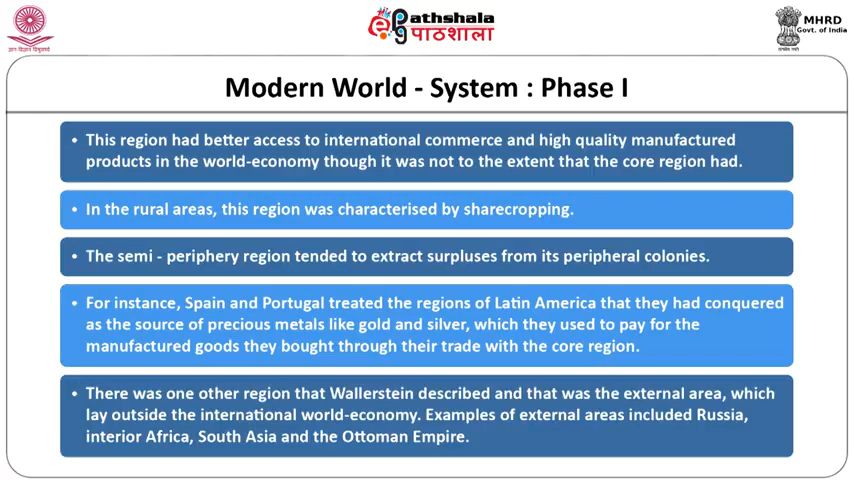 Pathshala
पाठशाला
MHRD
Govt. of India
Modern World - System : Phase I
• This region had better access to international commerce and high quality manufactured
products in the world-economy though it was not to the extent that the core region had.
• In the rural areas, this region was characterised by sharecropping.
• The semi - periphery region tended to extract surpluses from its peripheral colonies.
• For instance, Spain and Portugal treated the regions of Latin America that they had conquered
as the source of precious metals like gold and silver, which they used to pay for the
manufactured goods they bought through their trade with the core region.
• There was one other region that Wallerstein described and that was the external area, which
lay outside the international world-economy. Examples of external areas included Russia,
interior Africa, South Asia and the Ottoman Empire.